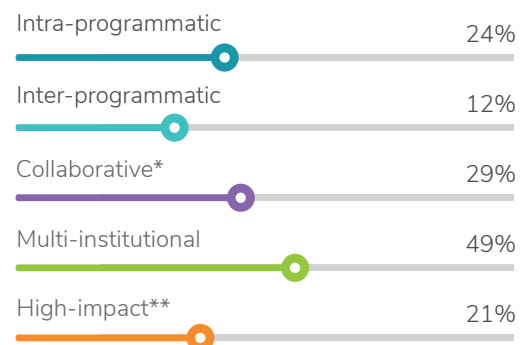 Intra-programmatic 24%
Inter-programmatic 12%
Collaborative* 29%
Multi-institutional 49%
High-impact** 21%